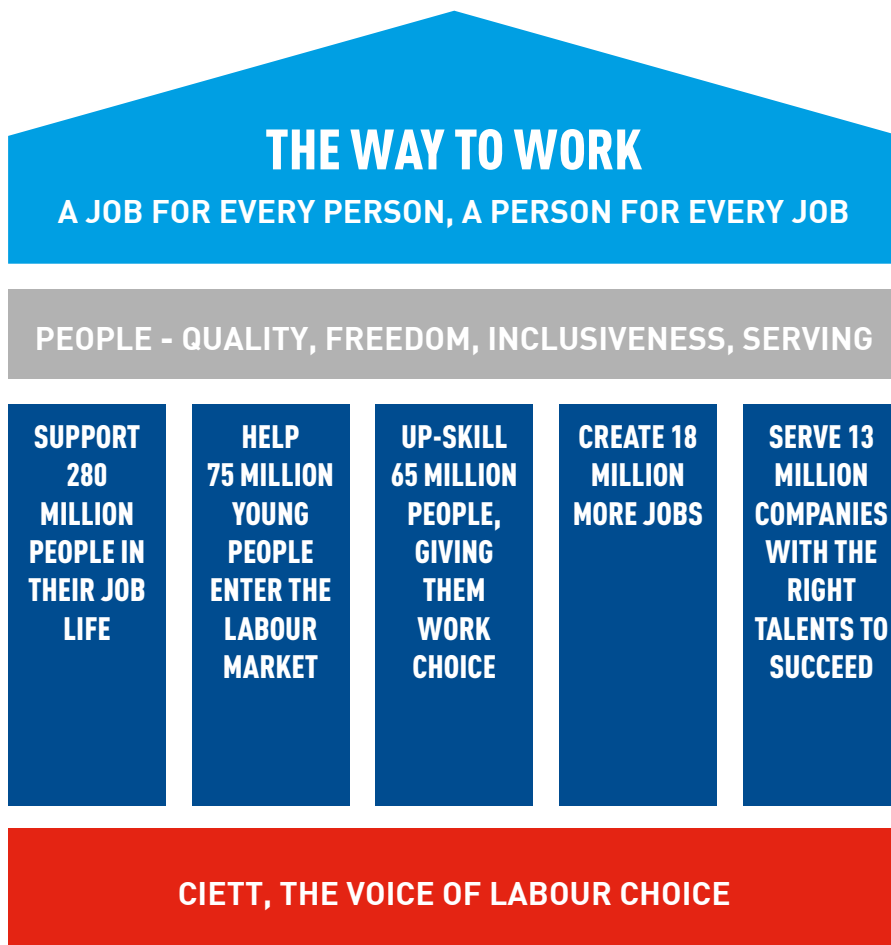 THE WAY TO WORK
A JOB FOR EVERY PERSON, A PERSON FOR EVERY JOB
PEOPLE - QUALITY, FREEDOM, INCLUSIVENESS, SERVING
SUPPORT
280
MILLION
PEOPLE IN
THEIR JOB
LIFE
HELP
75 MILLION
YOUNG
PEOPLE
ENTER THE
LABOUR
MARKET
UP-SKILL
65 MILLION
PEOPLE,
GIVING
THEM
WORK
CHOICE
CREATE 18
MILLION
MORE JOBS
SERVE 13
MILLION
COMPANIES
WITH THE
RIGHT
TALENTS TO
SUCCEED
CIETT, THE VOICE OF LABOUR CHOICE